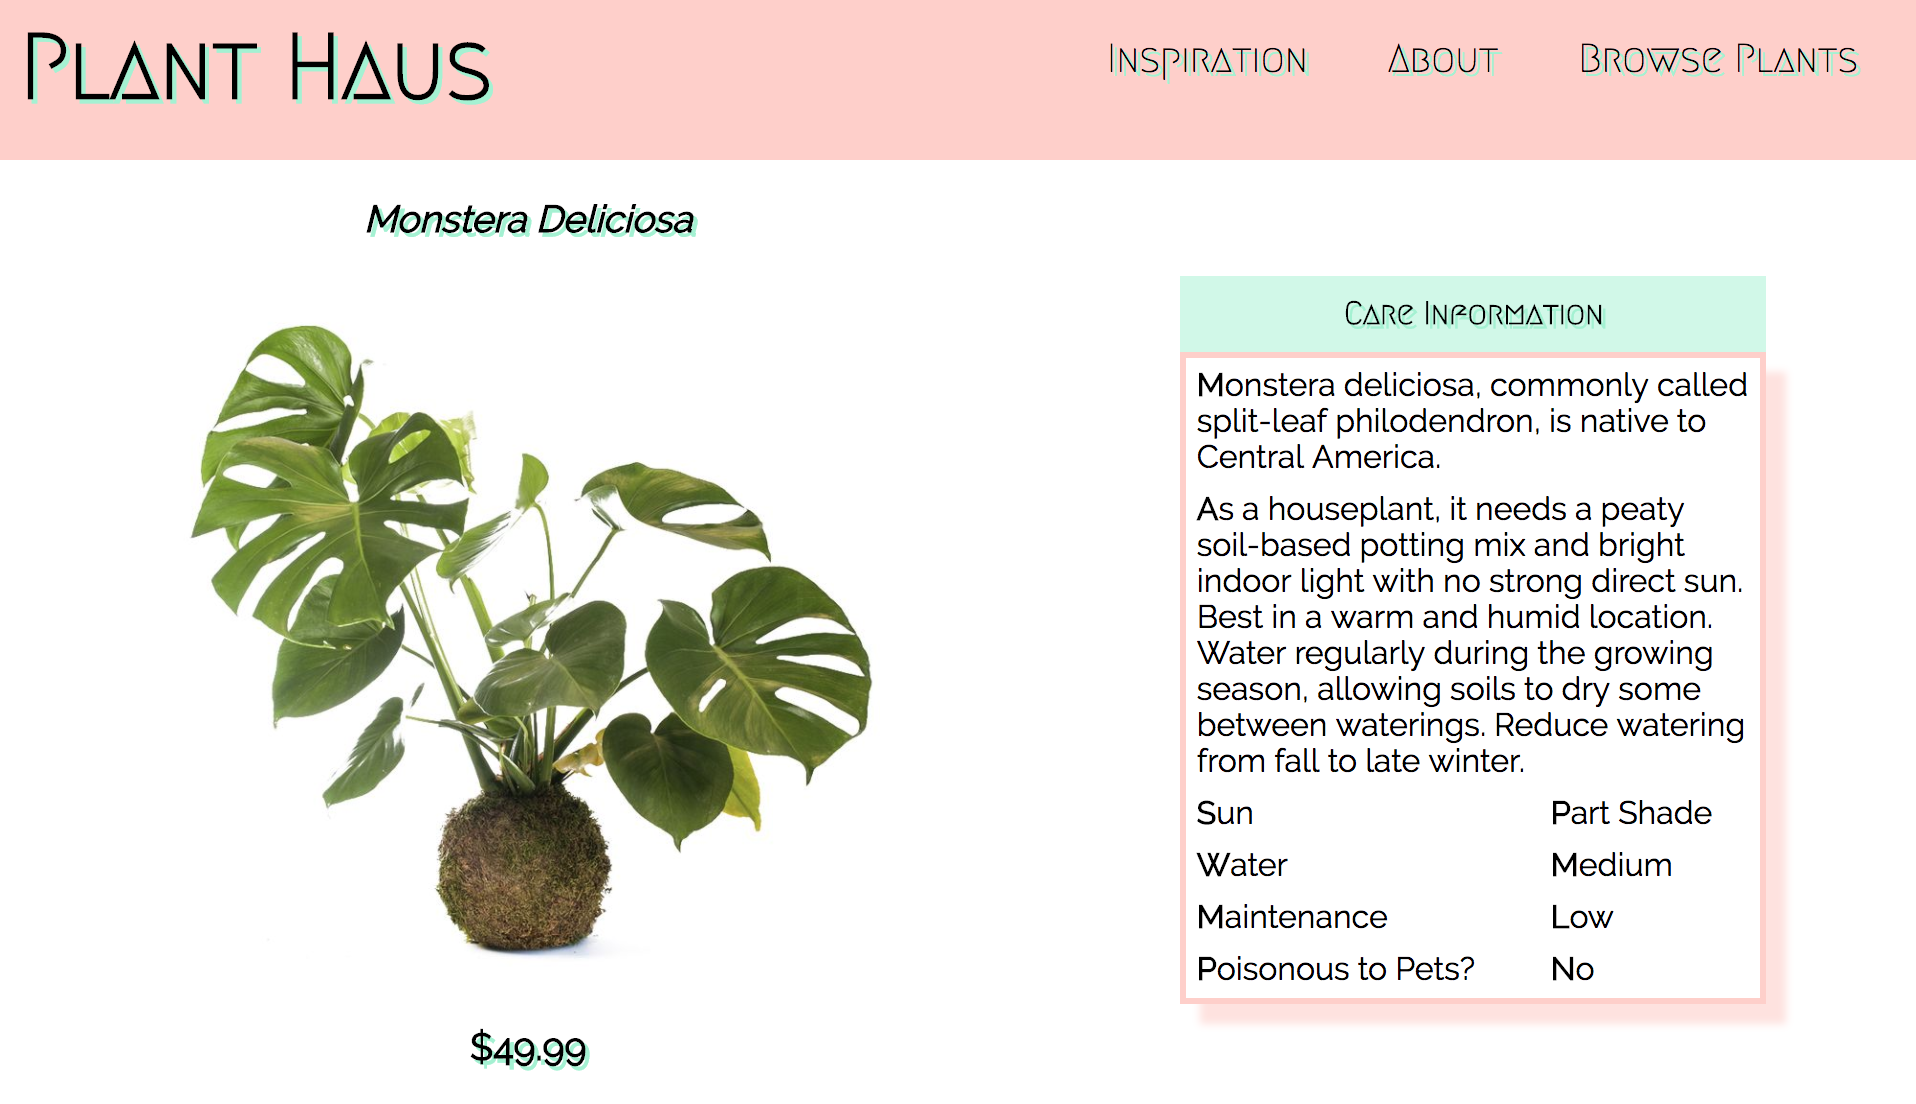 Plant Haus
Inspiration About Browse Plants
Monstera Deliciosa
Care Information
Monstera deliciosa, commonly called
split-leaf philodendron, is native to
Central America.
As a houseplant, it needs a peaty
soil-based potting mix and bright
indoor light with no strong direct sun.
Best in a warm and humid location.
Water regularly during the growing
season, allowing soils to dry some
between waterings. Reduce watering
from fall to late winter.
Sun Part Shade
Water Medium
Maintenance Low
Poisonous to Pets? No
$49.99